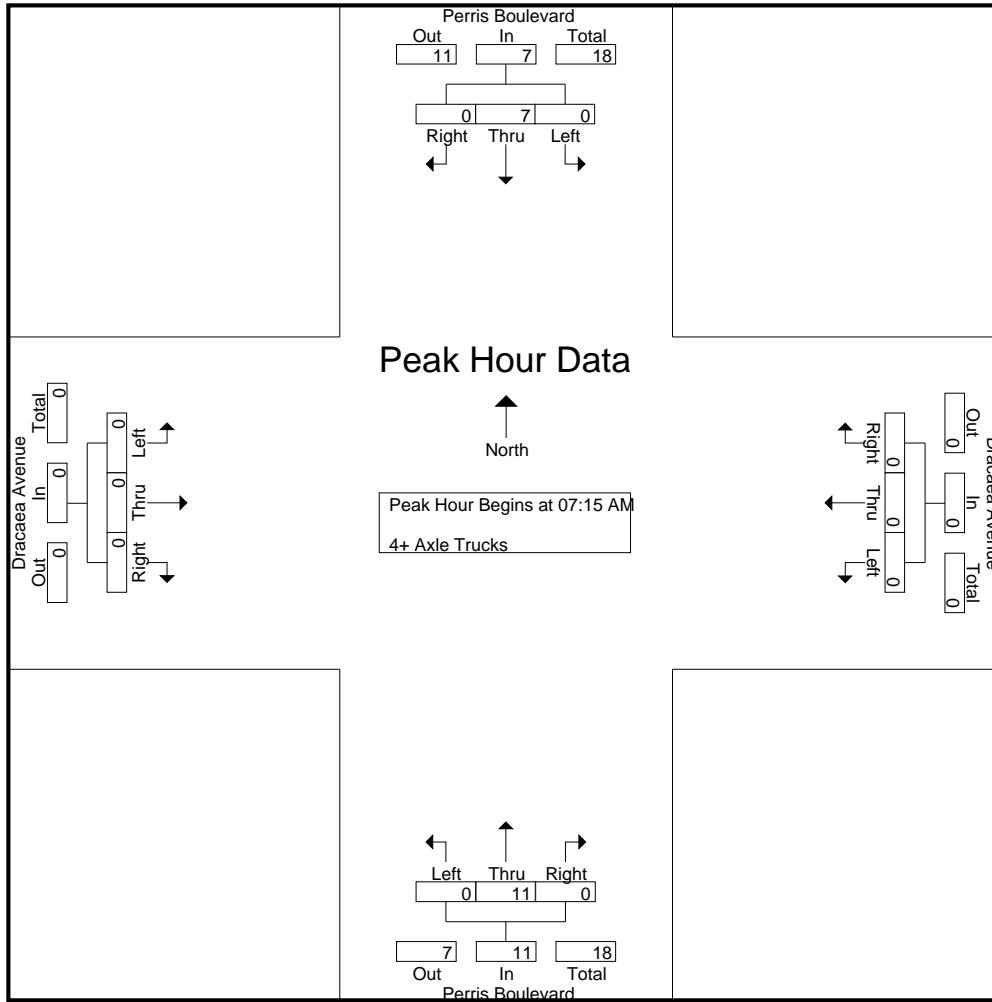 Perris Boulevard
Out In Total
11 7 18
0 7 0
Right Thru Left
Peak Hour Data
North
Peak Hour Begins at 07:15 AM
4+ Axle Trucks
Dracaea Avenue
Out In Total
0 0 0
0 0 0
Left Thru Right
Right Thru Left
0 0 0
0 0 0
Out In Total
Dracaea Avenue
Left Thru Right
0 11 0
7 11 18
Out In Total
Perris Boulevard